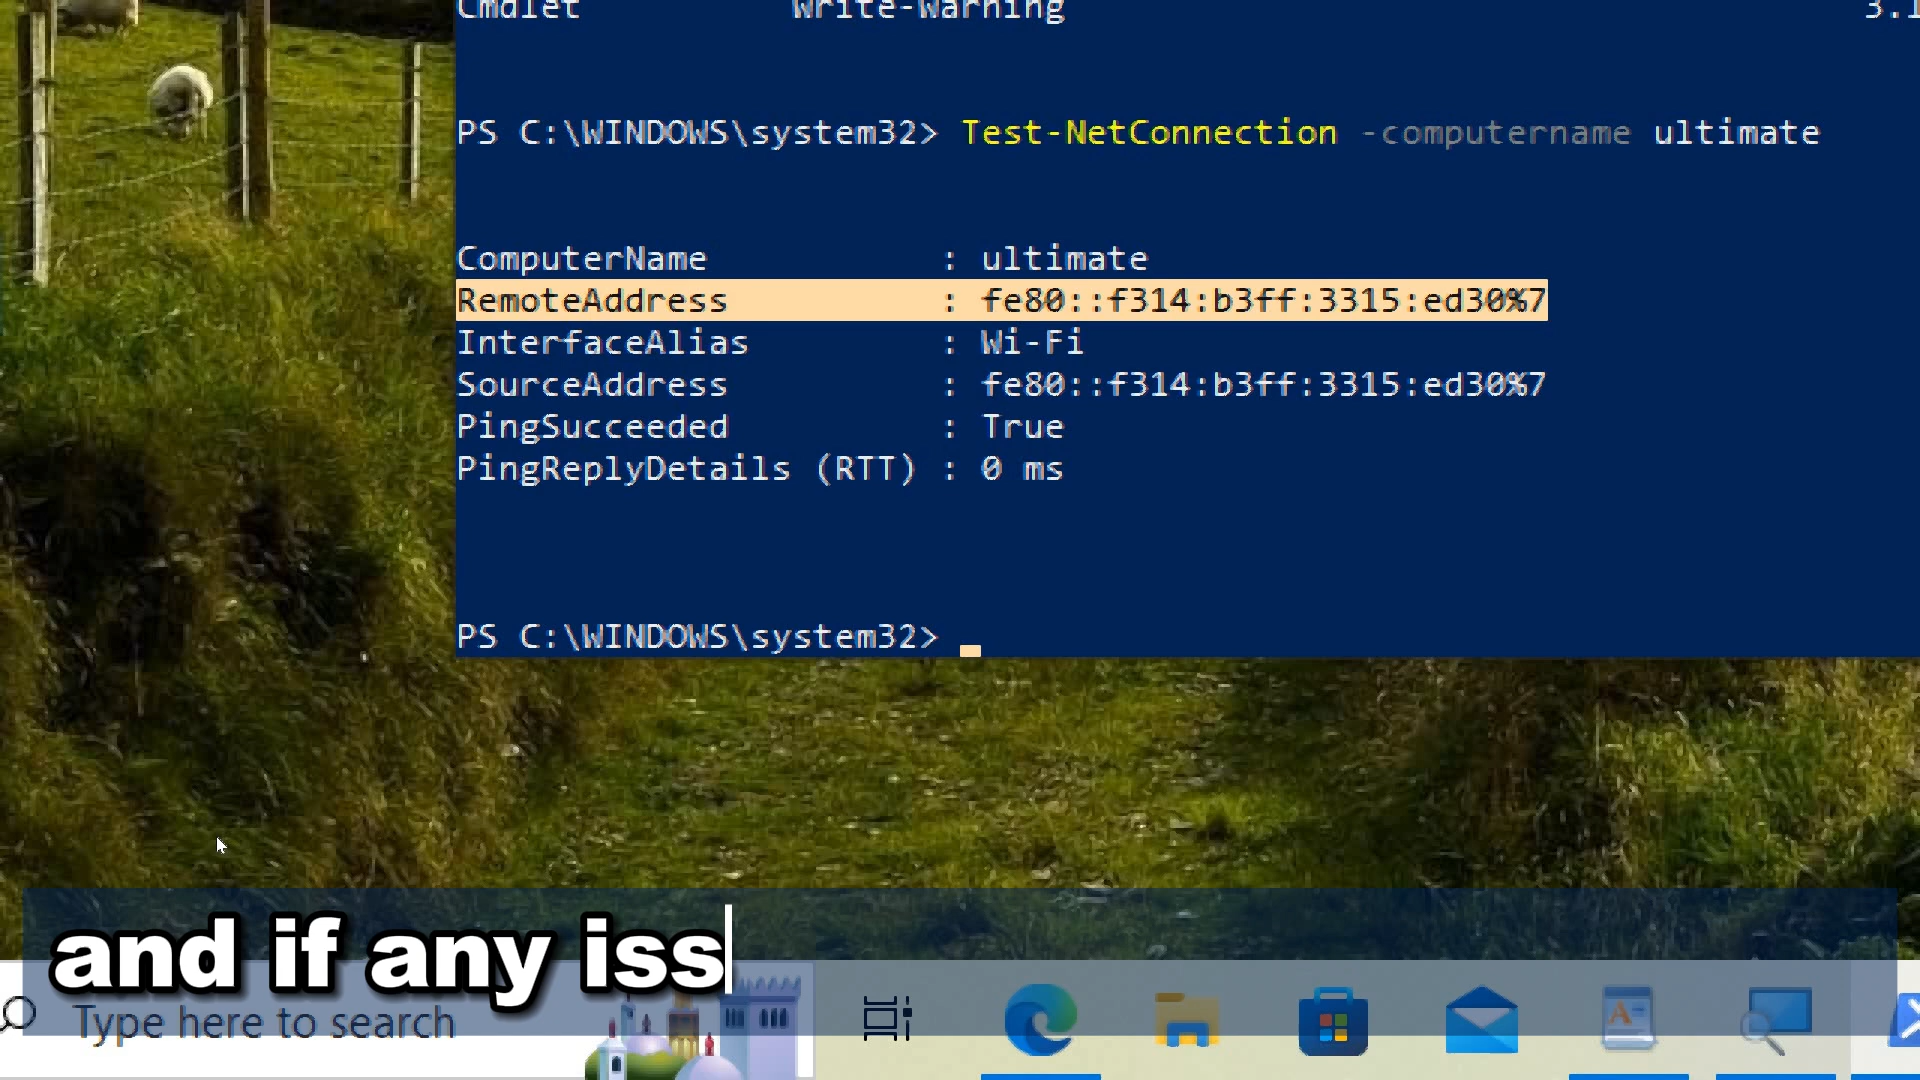 Cmdlet Write-Warning 3.1
PS C:\WINDOWS\system32> Test-NetConnection -computername ultimate
ComputerName : ultimate
RemoteAddress : fe80::f314:b3ff:3315:ed30%7
InterfaceAlias : Wi-Fi
SourceAddress : fe80::f314:b3ff:3315:ed30%7
PingSucceeded : True
PingReplyDetails (RTT) : 0 ms
PS C:\WINDOWS\system32>
and if any iss
Type here to search